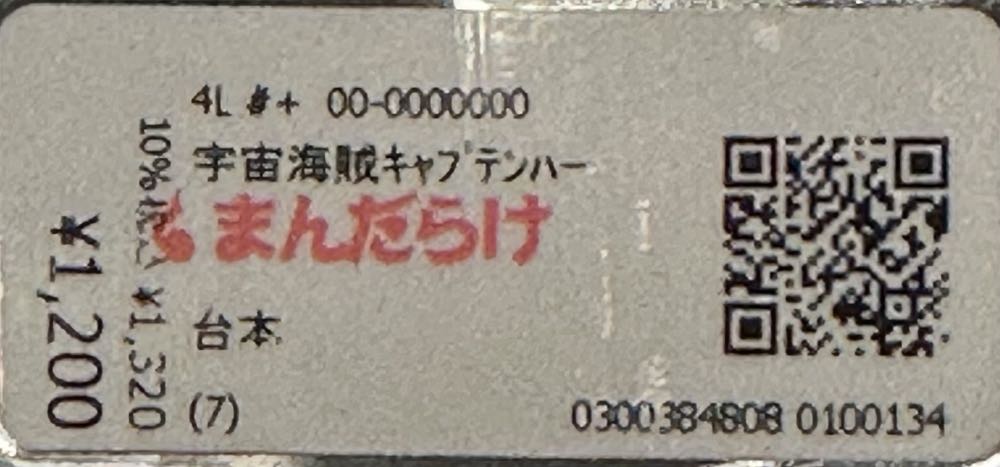 4L #+ 00-0000000
宇宙海賊キャプテンハー
まんだらけ
台本
(7)
0300384808 0100134
¥1,200
10%税込 ¥1,320